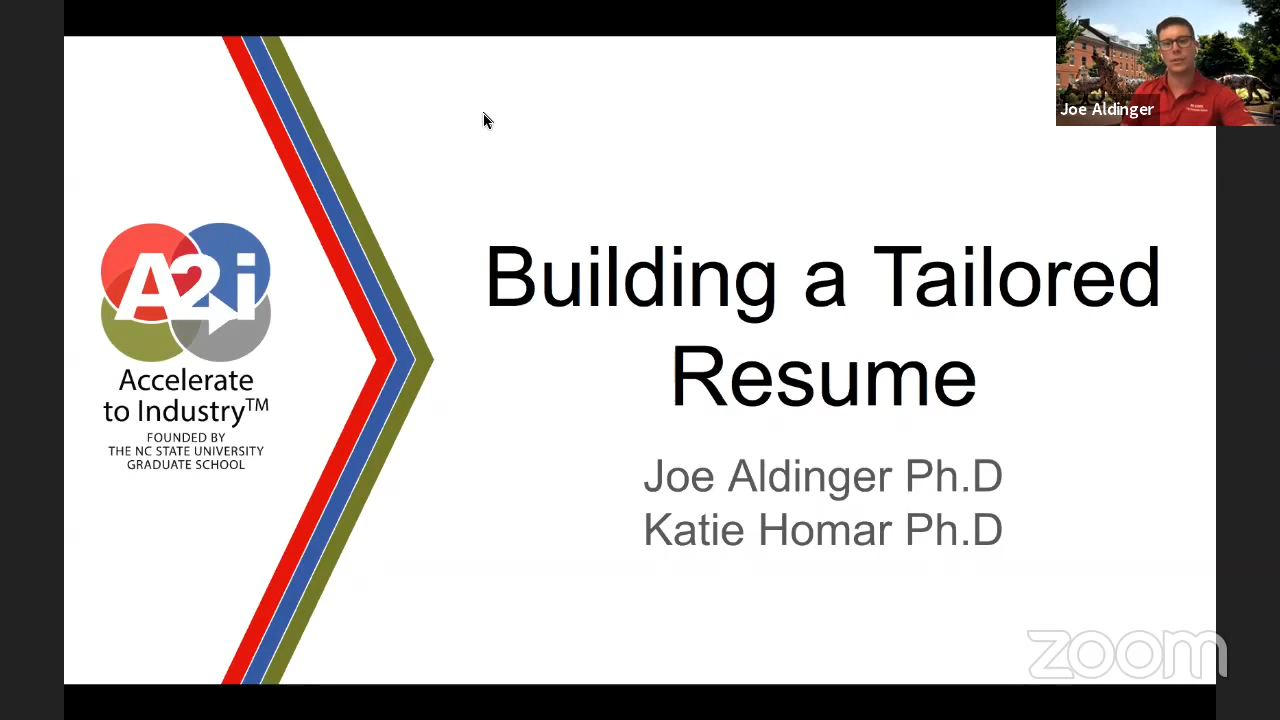 Joe Aldinger
A2i
Accelerate
to Industry™
FOUNDED BY
THE NC STATE UNIVERSITY
GRADUATE SCHOOL
Building a Tailored
Resume
Joe Aldinger Ph.D
Katie Homar Ph.D
zoom